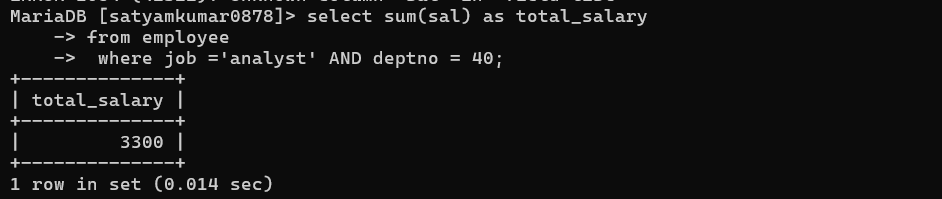 MariaDB [satyamkumar0878]> select sum(sal) as total_salary
    -> from employee
    ->  where job ='analyst' AND deptno = 40;
+--------------+
| total_salary |
+--------------+
|         3300 |
+--------------+
1 row in set (0.014 sec)